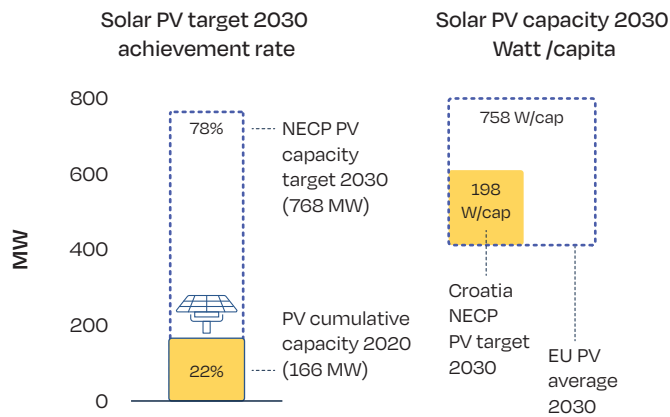 Solar PV target 2030
achievement rate
800
600
400
200
0
MW
78%
22%
NECP PV
capacity
target 2030
(768 MW)
PV cumulative
capacity 2020
(166 MW)
Solar PV capacity 2030
Watt /capita
758 W/cap
198
W/cap
Croatia
NECP
PV target
2030
EU PV
average
2030